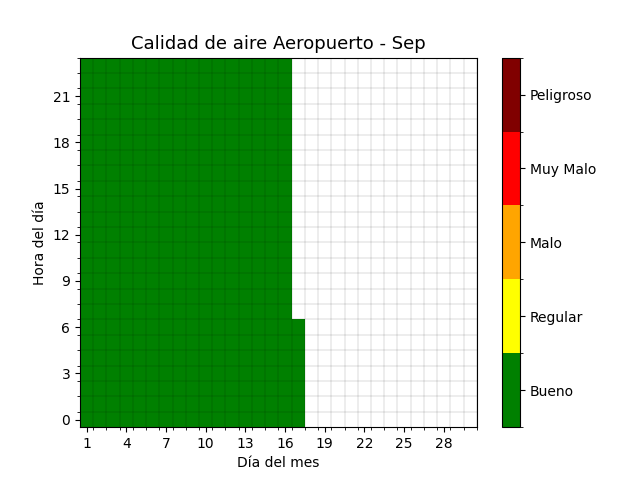 Calidad de aire Aeropuerto - Sep
Hora del día
21
18
15
12
9
6
3
0
1 4 7 10 13 16 19 22 25 28
Día del mes
Peligroso
Muy Malo
Malo
Regular
Bueno